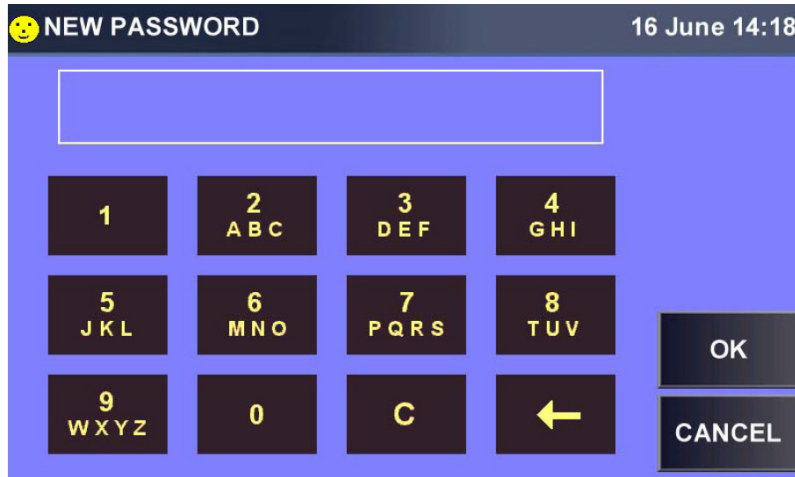 NEW PASSWORD 16 June 14:18
1 2 3 4
ABC DEF GHI
5 6 7 8
JKL MNO PQRS TUV
OK
9 0 C
WXYZ
CANCEL